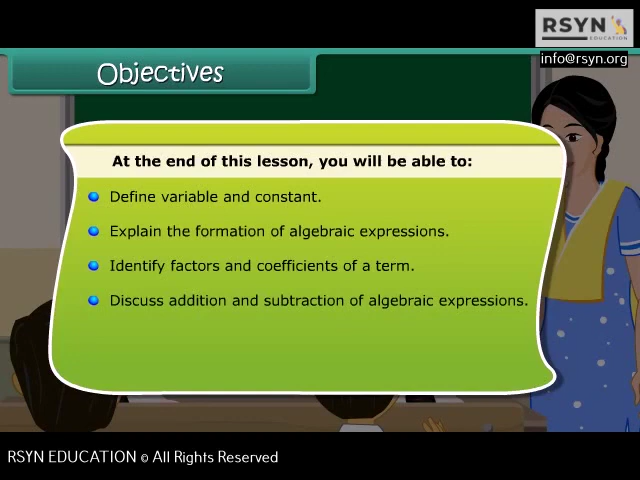 RSYN
EDUCATION
info@rsyn.org
Objectives
At the end of this lesson, you will be able to:
Define variable and constant.
Explain the formation of algebraic expressions.
Identify factors and coefficients of a term.
Discuss addition and subtraction of algebraic expressions.
RSYN EDUCATION © All Rights Reserved